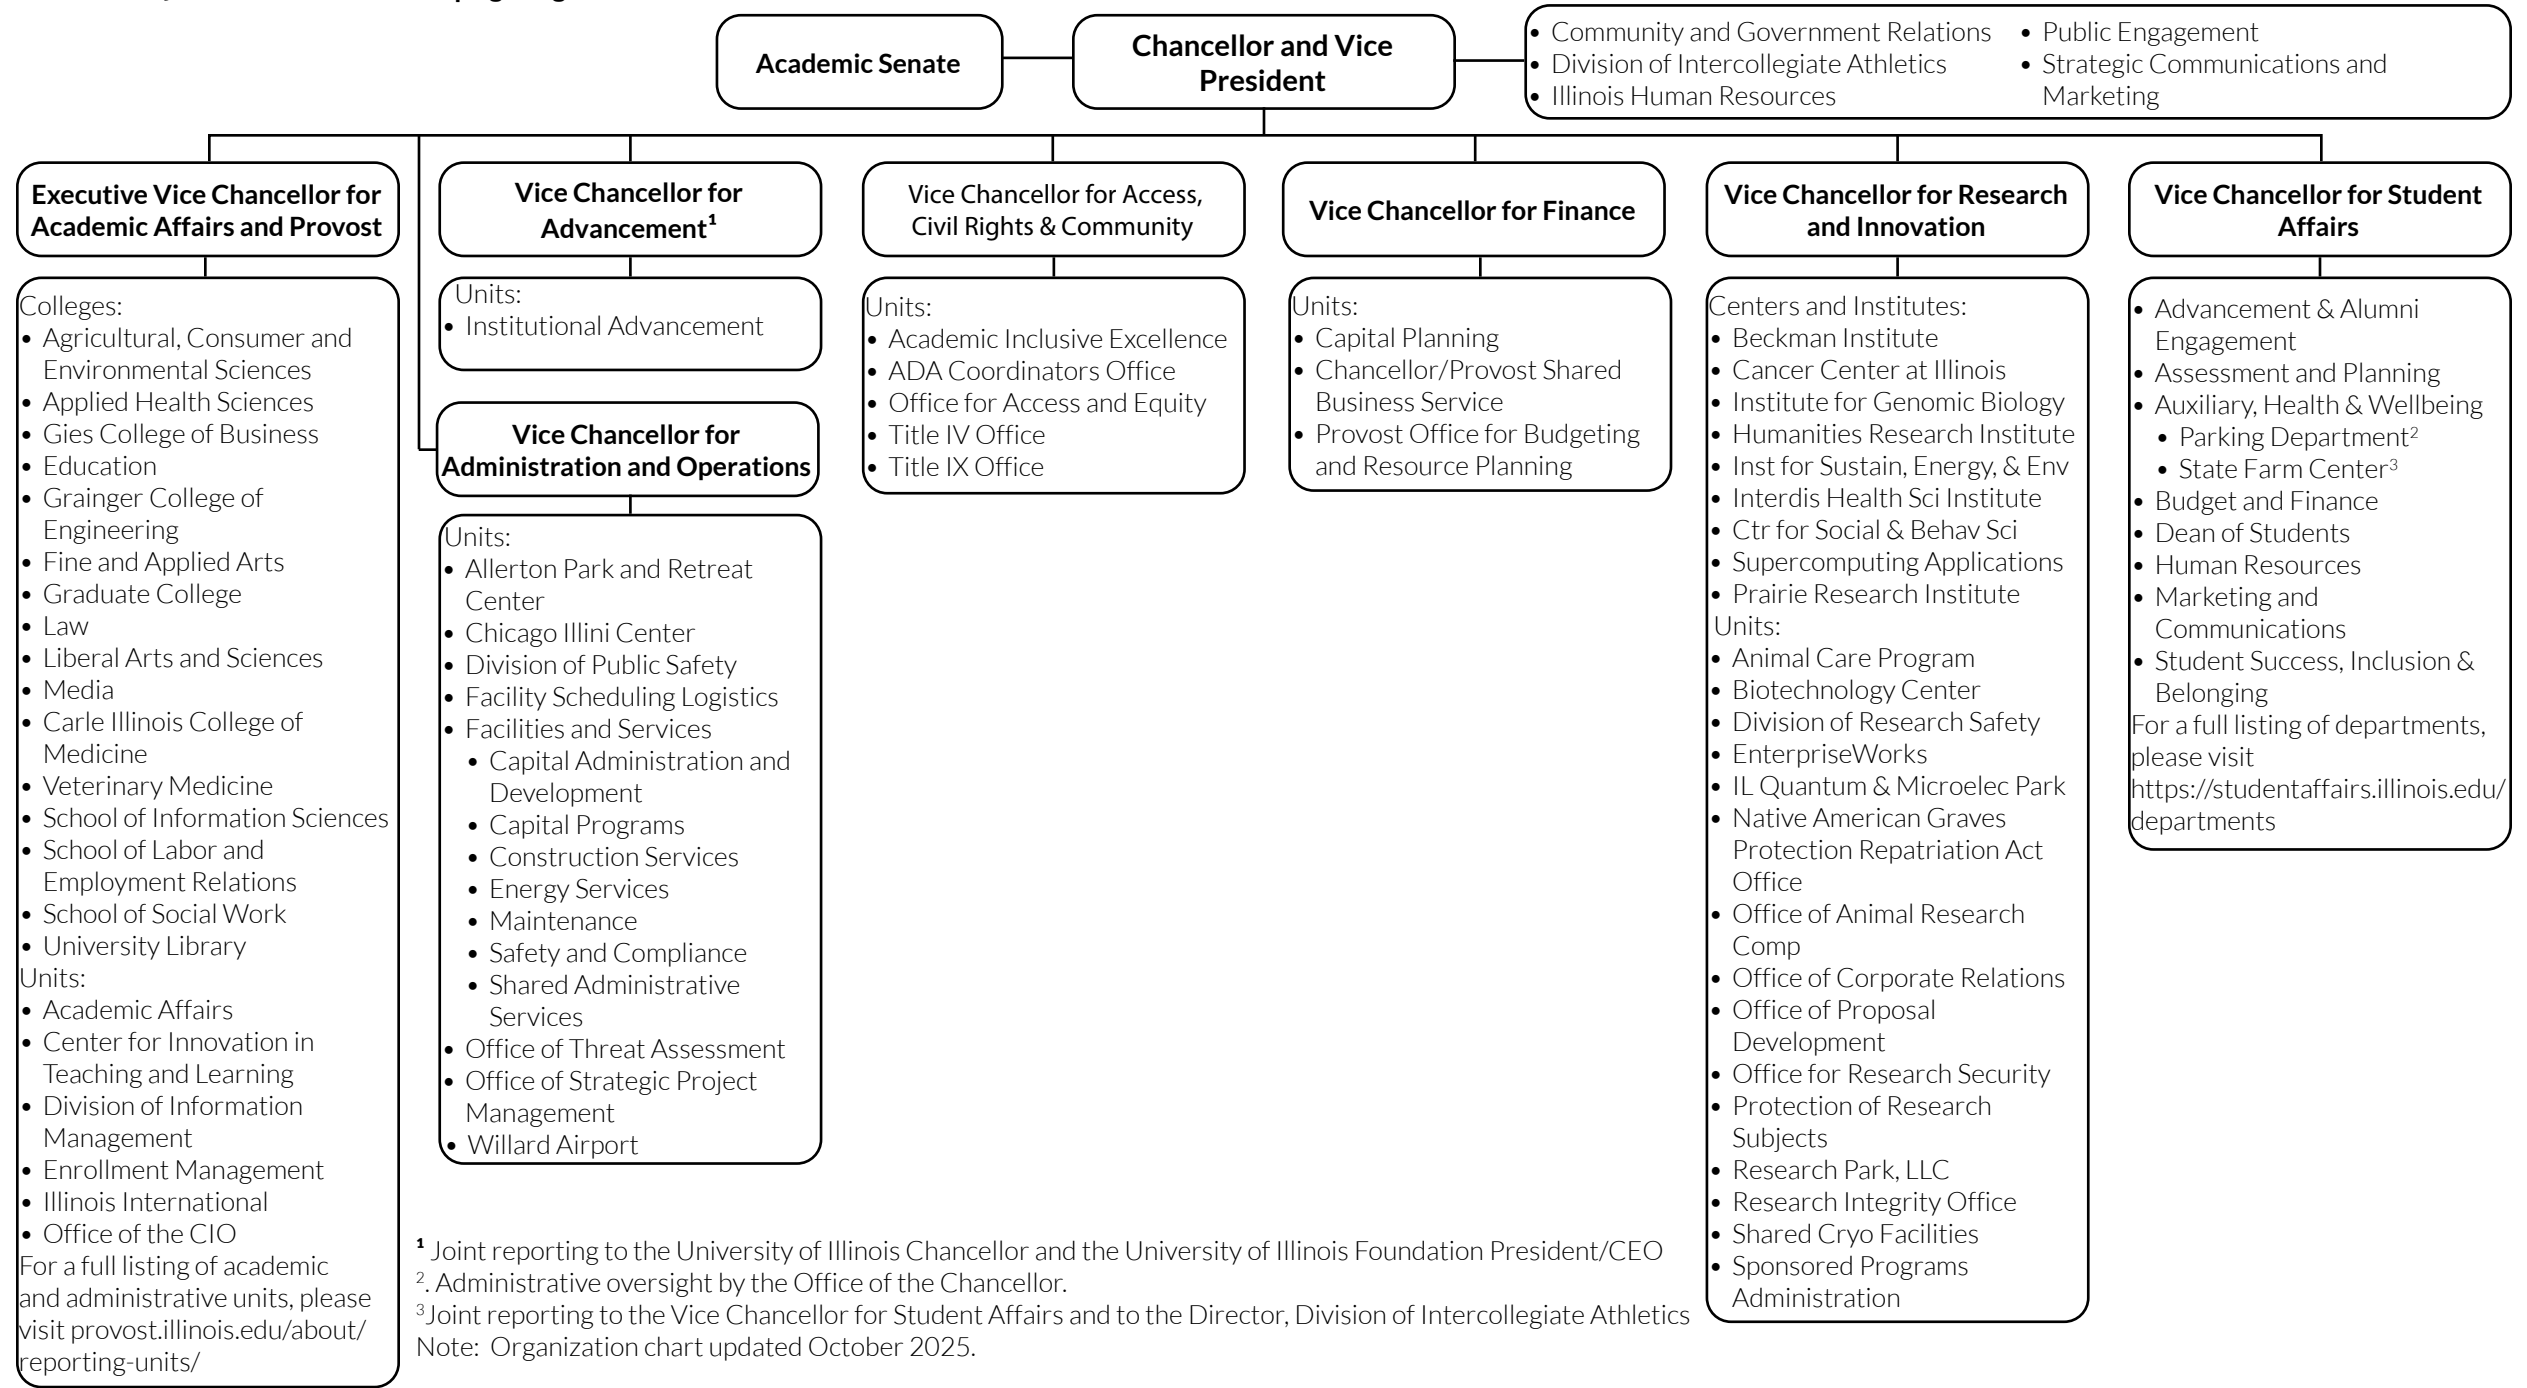 Academic Senate
Chancellor and Vice
President
• Community and Government Relations
• Division of Intercollegiate Athletics
• Illinois Human Resources
• Public Engagement
• Strategic Communications and
Marketing
Executive Vice Chancellor for
Academic Affairs and Provost
Colleges:
• Agricultural, Consumer and
Environmental Sciences
• Applied Health Sciences
• Gies College of Business
• Education
• Grainger College of
Engineering
• Fine and Applied Arts
• Graduate College
• Law
• Liberal Arts and Sciences
• Media
• Carle Illinois College of
Medicine
• Veterinary Medicine
• School of Information Sciences
• School of Labor and
Employment Relations
• School of Social Work
• University Library
Units:
• Academic Affairs
• Center for Innovation in
Teaching and Learning
• Division of Information
Management
• Enrollment Management
• Illinois International
• Office of the CIO
For a full listing of academic
and administrative units, please
visit provost.illinois.edu/about/
reporting-units/
Vice Chancellor for
Advancement¹
Units:
• Institutional Advancement
Vice Chancellor for
Administration and Operations
Units:
• Allerton Park and Retreat
Center
• Chicago Illini Center
• Division of Public Safety
• Facility Scheduling Logistics
• Facilities and Services
• Capital Administration and
Development
• Capital Programs
• Construction Services
• Energy Services
• Maintenance
• Safety and Compliance
• Shared Administrative
Services
• Office of Threat Assessment
• Office of Strategic Project
Management
• Willard Airport
Vice Chancellor for Access,
Civil Rights & Community
Units:
• Academic Inclusive Excellence
• ADA Coordinators Office
• Office for Access and Equity
• Title IV Office
• Title IX Office
Vice Chancellor for Finance
Units:
• Capital Planning
• Chancellor/Provost Shared
Business Service
• Provost Office for Budgeting
and Resource Planning
Vice Chancellor for Research
and Innovation
Centers and Institutes:
• Beckman Institute
• Cancer Center at Illinois
• Institute for Genomic Biology
• Humanities Research Institute
• Inst for Sustain, Energy, & Env
• Interdis Health Sci Institute
• Ctr for Social & Behav Sci
• Supercomputing Applications
• Prairie Research Institute
Units:
• Animal Care Program
• Biotechnology Center
• Division of Research Safety
• EnterpriseWorks
• IL Quantum & Microelec Park
• Native American Graves
Protection Repatriation Act
Office
• Office of Animal Research
Comp
• Office of Corporate Relations
• Office of Proposal
Development
• Office for Research Security
• Protection of Research
Subjects
• Research Park, LLC
• Research Integrity Office
• Shared Cryo Facilities
• Sponsored Programs
Administration
Vice Chancellor for Student
Affairs
• Advancement & Alumni
Engagement
• Assessment and Planning
• Auxiliary, Health & Wellbeing
• Parking Department²
• State Farm Center³
• Budget and Finance
• Dean of Students
• Human Resources
• Marketing and
Communications
• Student Success, Inclusion &
Belonging
For a full listing of departments,
please visit
https://studentaffairs.illinois.edu/
departments
¹ Joint reporting to the University of Illinois Chancellor and the University of Illinois Foundation President/CEO
². Administrative oversight by the Office of the Chancellor.
³Joint reporting to the Vice Chancellor for Student Affairs and to the Director, Division of Intercollegiate Athletics
Note: Organization chart updated October 2025.